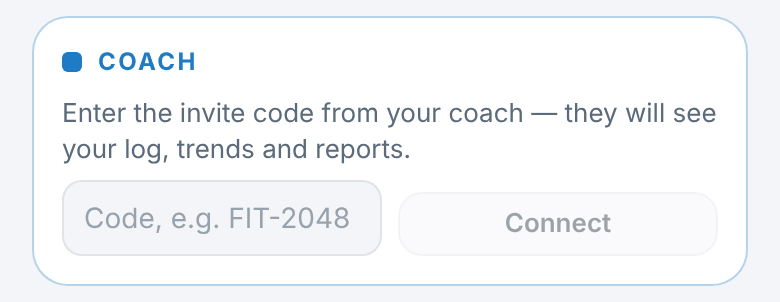 COACH
Enter the invite code from your coach — they will see
your log, trends and reports.
Code, e.g. FIT-2048
Connect